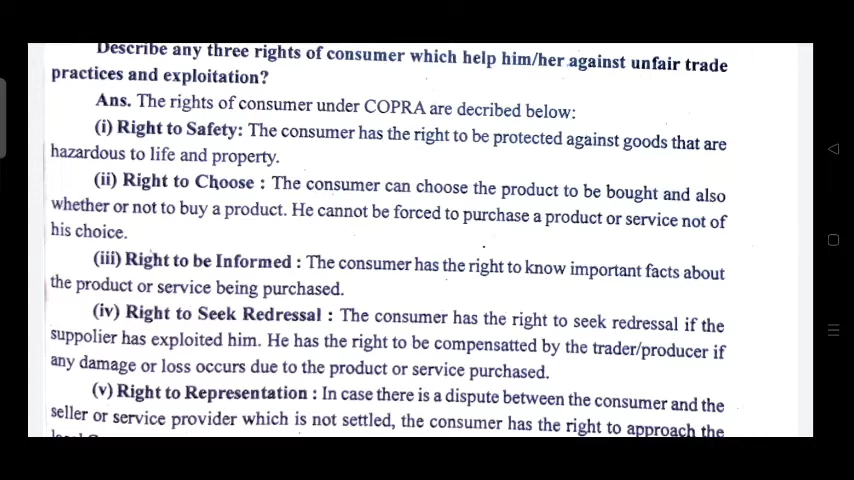 Describe any three rights of consumer which help him/her against unfair trade
practices and exploitation?
Ans. The rights of consumer under COPRA are decribed below:
(i) Right to Safety: The consumer has the right to be protected against goods that are
hazardous to life and property.
(ii) Right to Choose : The consumer can choose the product to be bought and also
whether or not to buy a product. He cannot be forced to purchase a product or service not of
his choice.
(iii) Right to be Informed : The consumer has the right to know important facts about
the product or service being purchased.
(iv) Right to Seek Redressal : The consumer has the right to seek redressal if the
suppolier has exploited him. He has the right to be compensatted by the trader/producer if
any damage or loss occurs due to the product or service purchased.
(v) Right to Representation : In case there is a dispute between the consumer and the
seller or service provider which is not settled, the consumer has the right to approach the